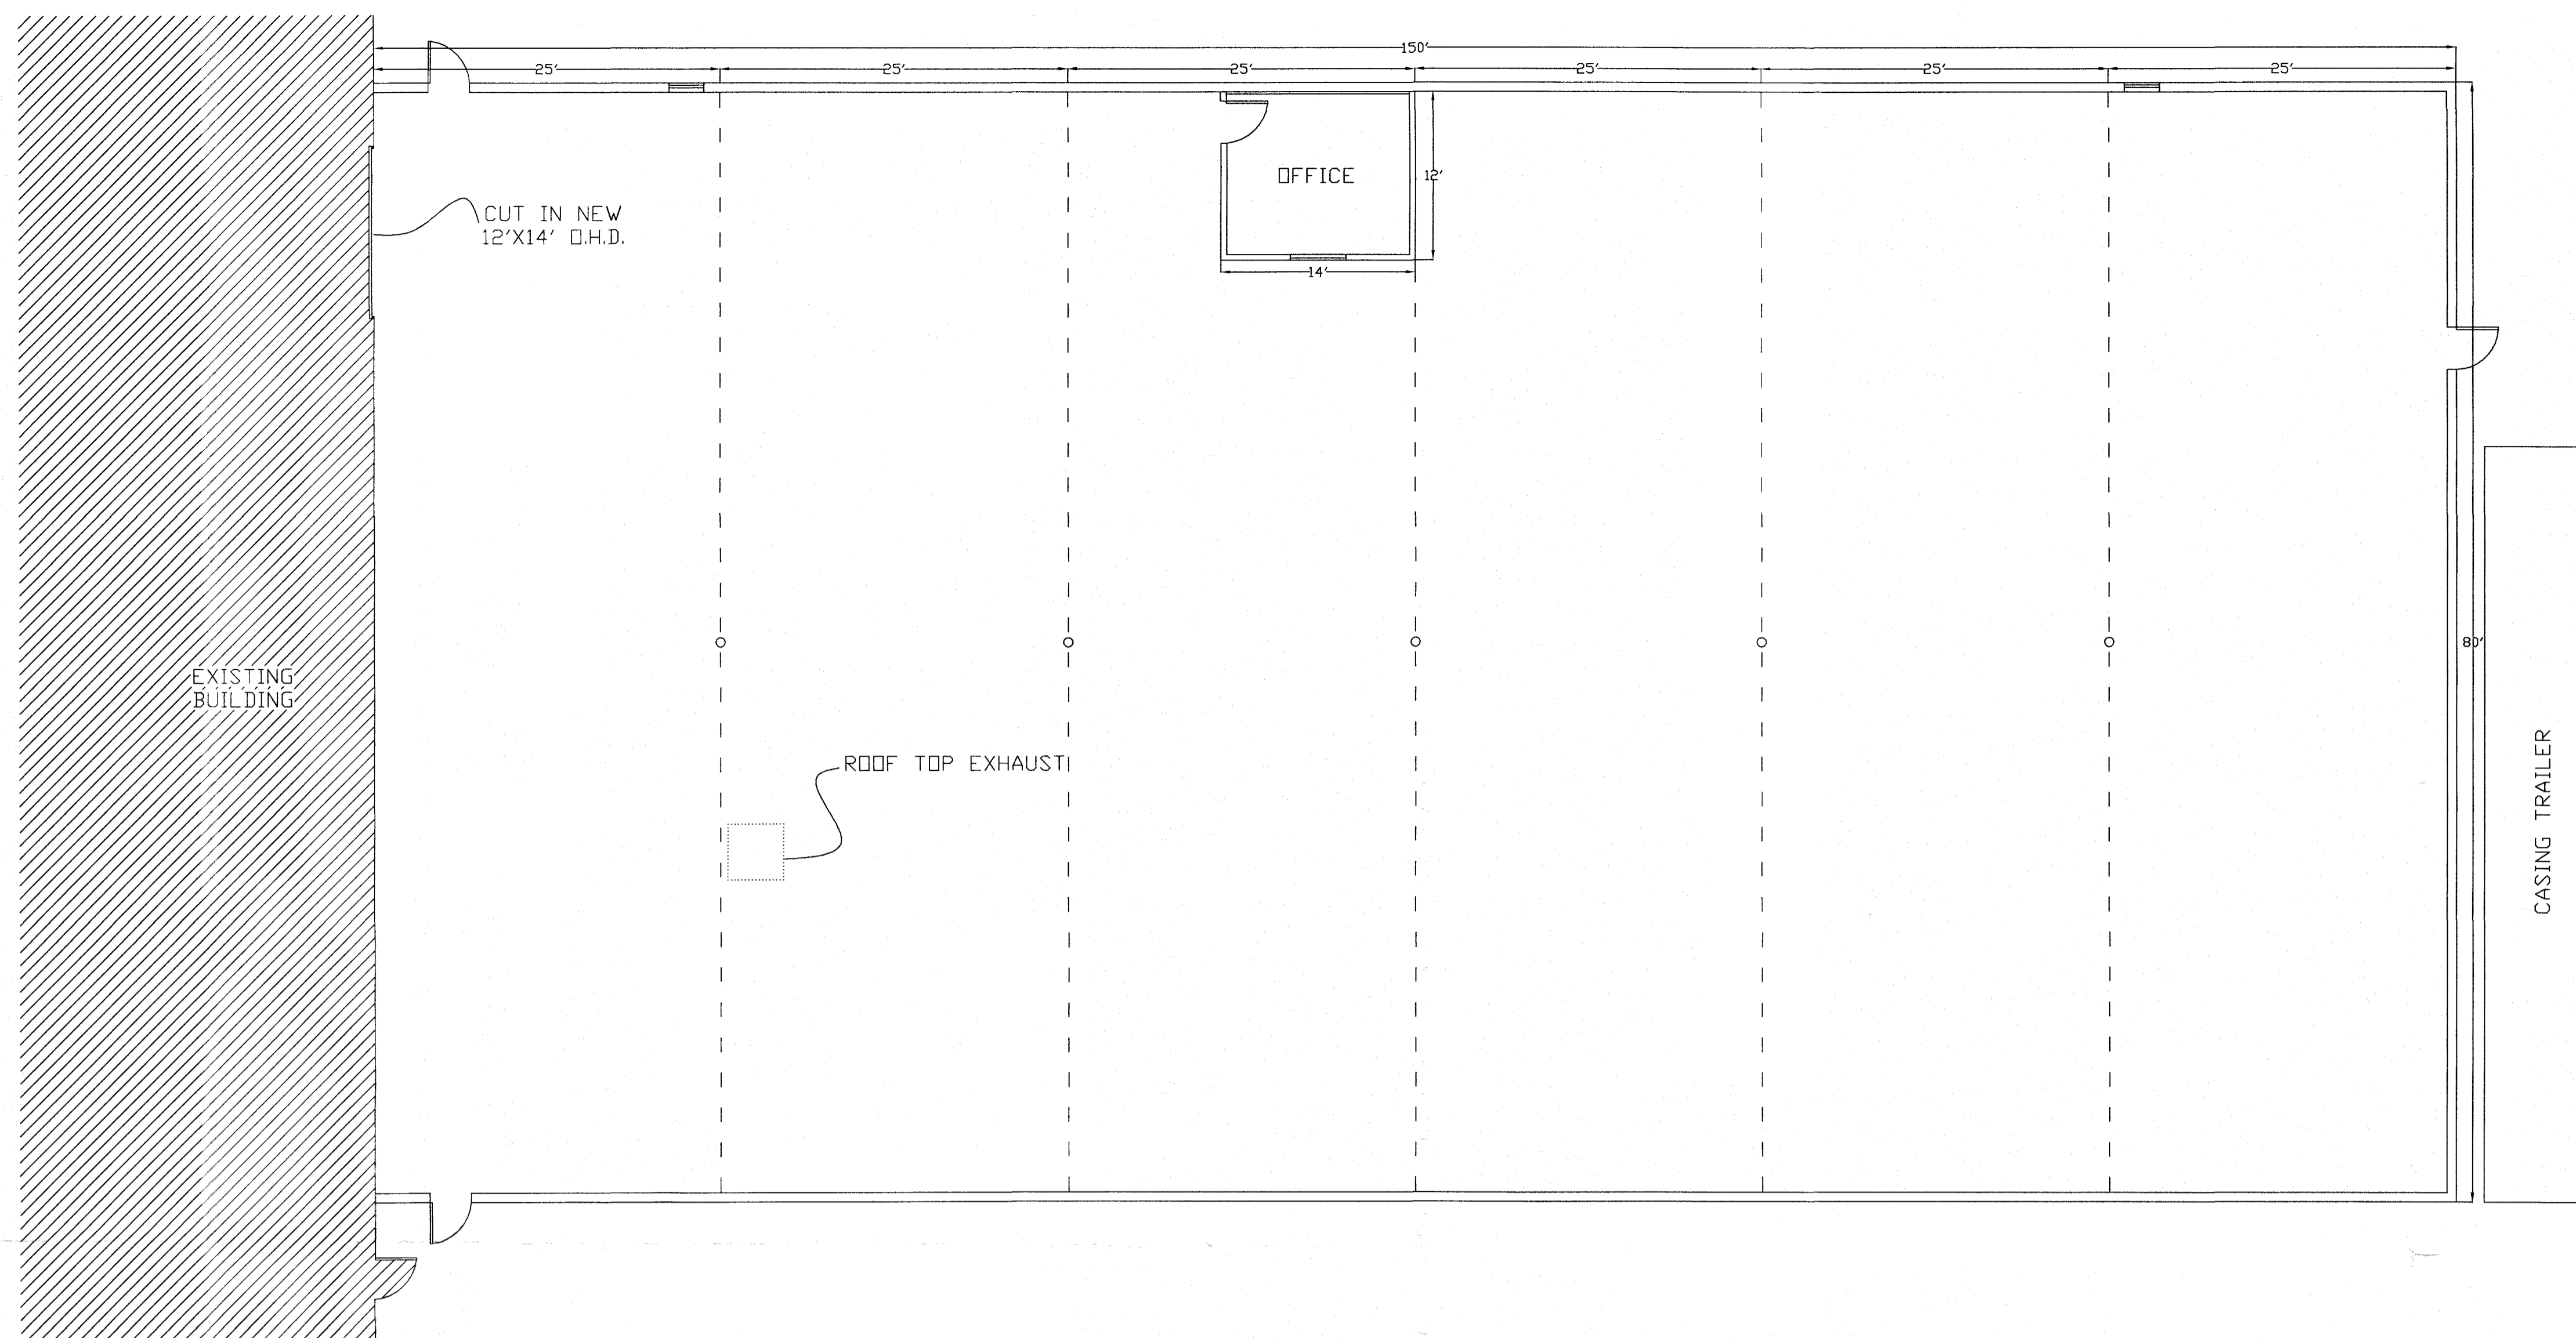 150'
25' 25' 25' 25' 25' 25'
OFFICE
12'
14'
CUT IN NEW
12'X14' O.H.D.
80'
EXISTING
BUILDING
ROOF TOP EXHAUST
CASING TRAILER